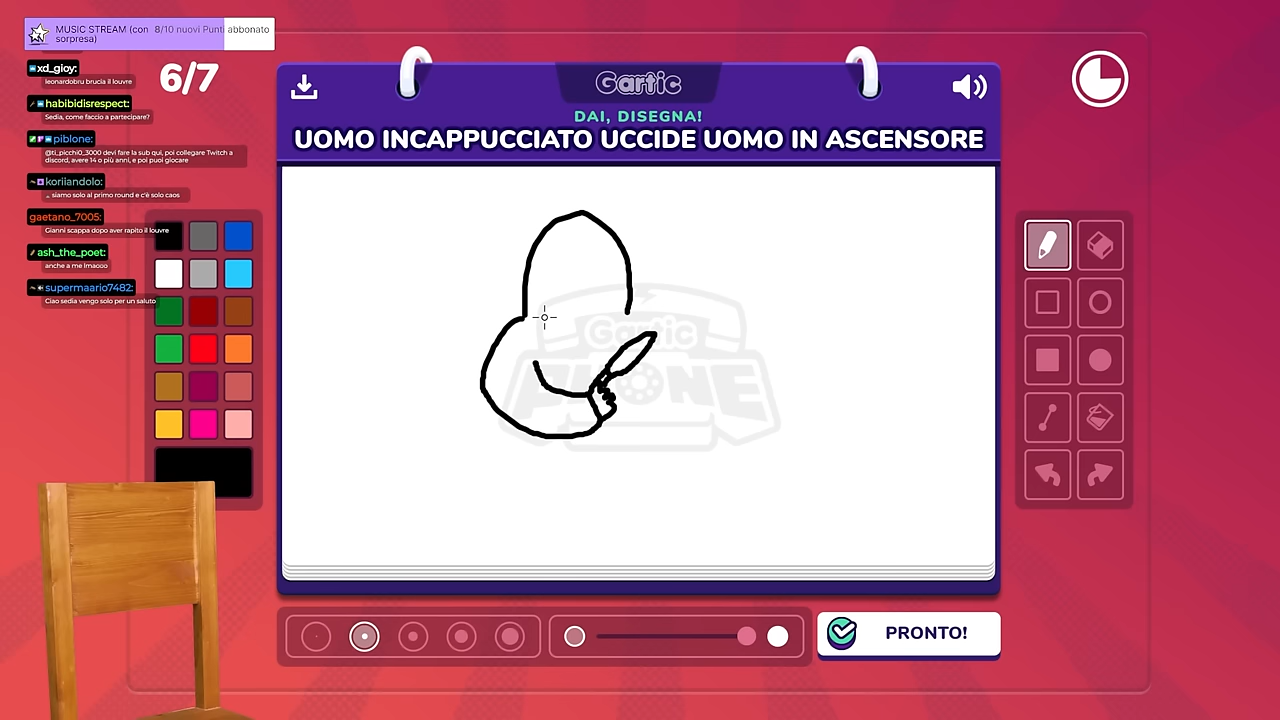 MUSIC STREAM (con sorpresa)
8/10 nuovi Punti abbonato
xd_gioy:
leonardobru brucia il louvre
habibidisrespect:
Sedia, come faccio a partecipare?
piblone:
@ti_picchi0_3000 devi fare la sub qui, poi collegare Twitch a
discord, avere 14 o più anni, e poi puoi giocare
koriiandolo:
siamo solo al primo round e c'è solo caos
gaetano_7005:
Gianni scappa dopo aver rapito il louvre
ash_the_poet:
anche a me lmaooo
supermaario7482:
Ciao sedia vengo solo per un saluto
6/7
Gartic
DAI, DISEGNA!
UOMO INCAPPUCCIATO UCCIDE UOMO IN ASCENSORE
Gartic
PHONE
PRONTO!